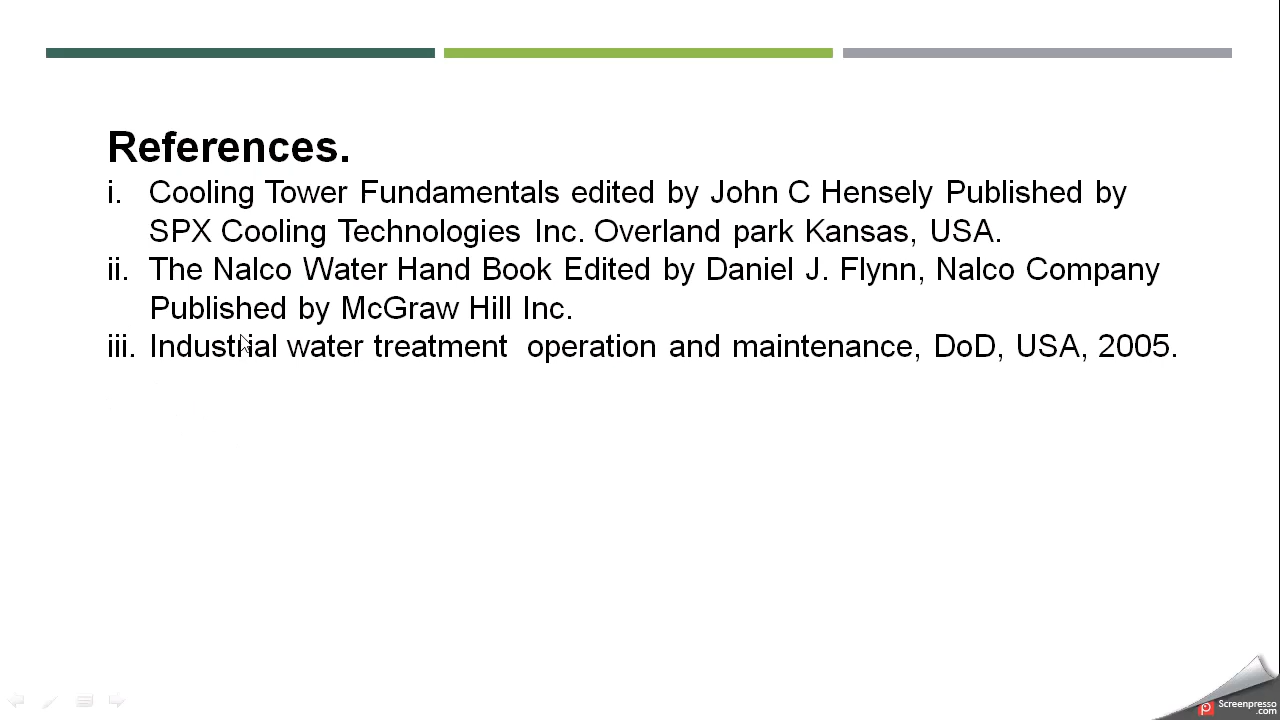 References.
i. Cooling Tower Fundamentals edited by John C Hensely Published by
SPX Cooling Technologies Inc. Overland park Kansas, USA.
ii. The Nalco Water Hand Book Edited by Daniel J. Flynn, Nalco Company
Published by McGraw Hill Inc.
iii. Industrial water treatment operation and maintenance, DoD, USA, 2005.
Screenpresso
.com